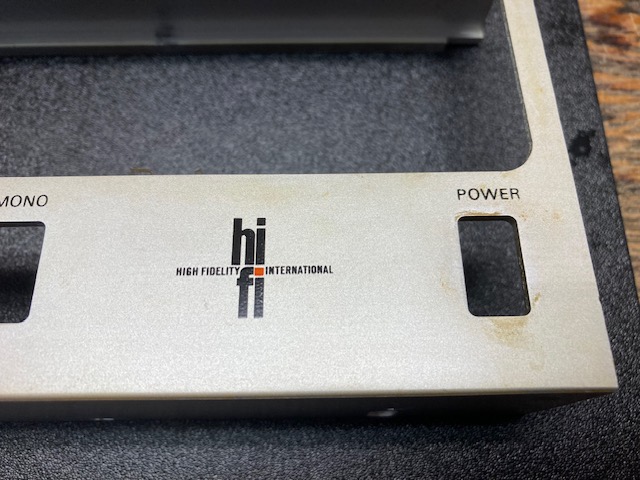 MONO
POWER
hi
HIGH FIDELITY INTERNATIONAL
fi